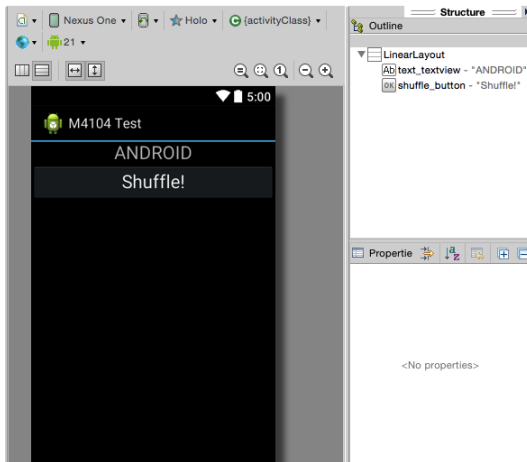 Nexus One
Holo
{activityClass}
21
1
5:00
M4104 Test
ANDROID
Shuffle!
Structure
Outline
LinearLayout
Ab text_textview - "ANDROID"
OK shuffle_button - "Shuffle!"
Propertie
a
z
<No properties>